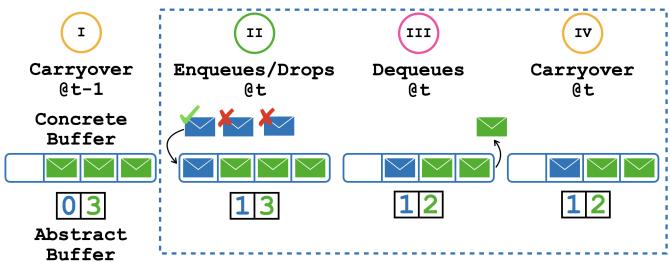 I
II
III
IV
Carryover
@t-1
Enqueues/Drops
@t
Dequeues
@t
Carryover
@t
Concrete
Buffer
0 3
1 3
1 2
1 2
Abstract
Buffer